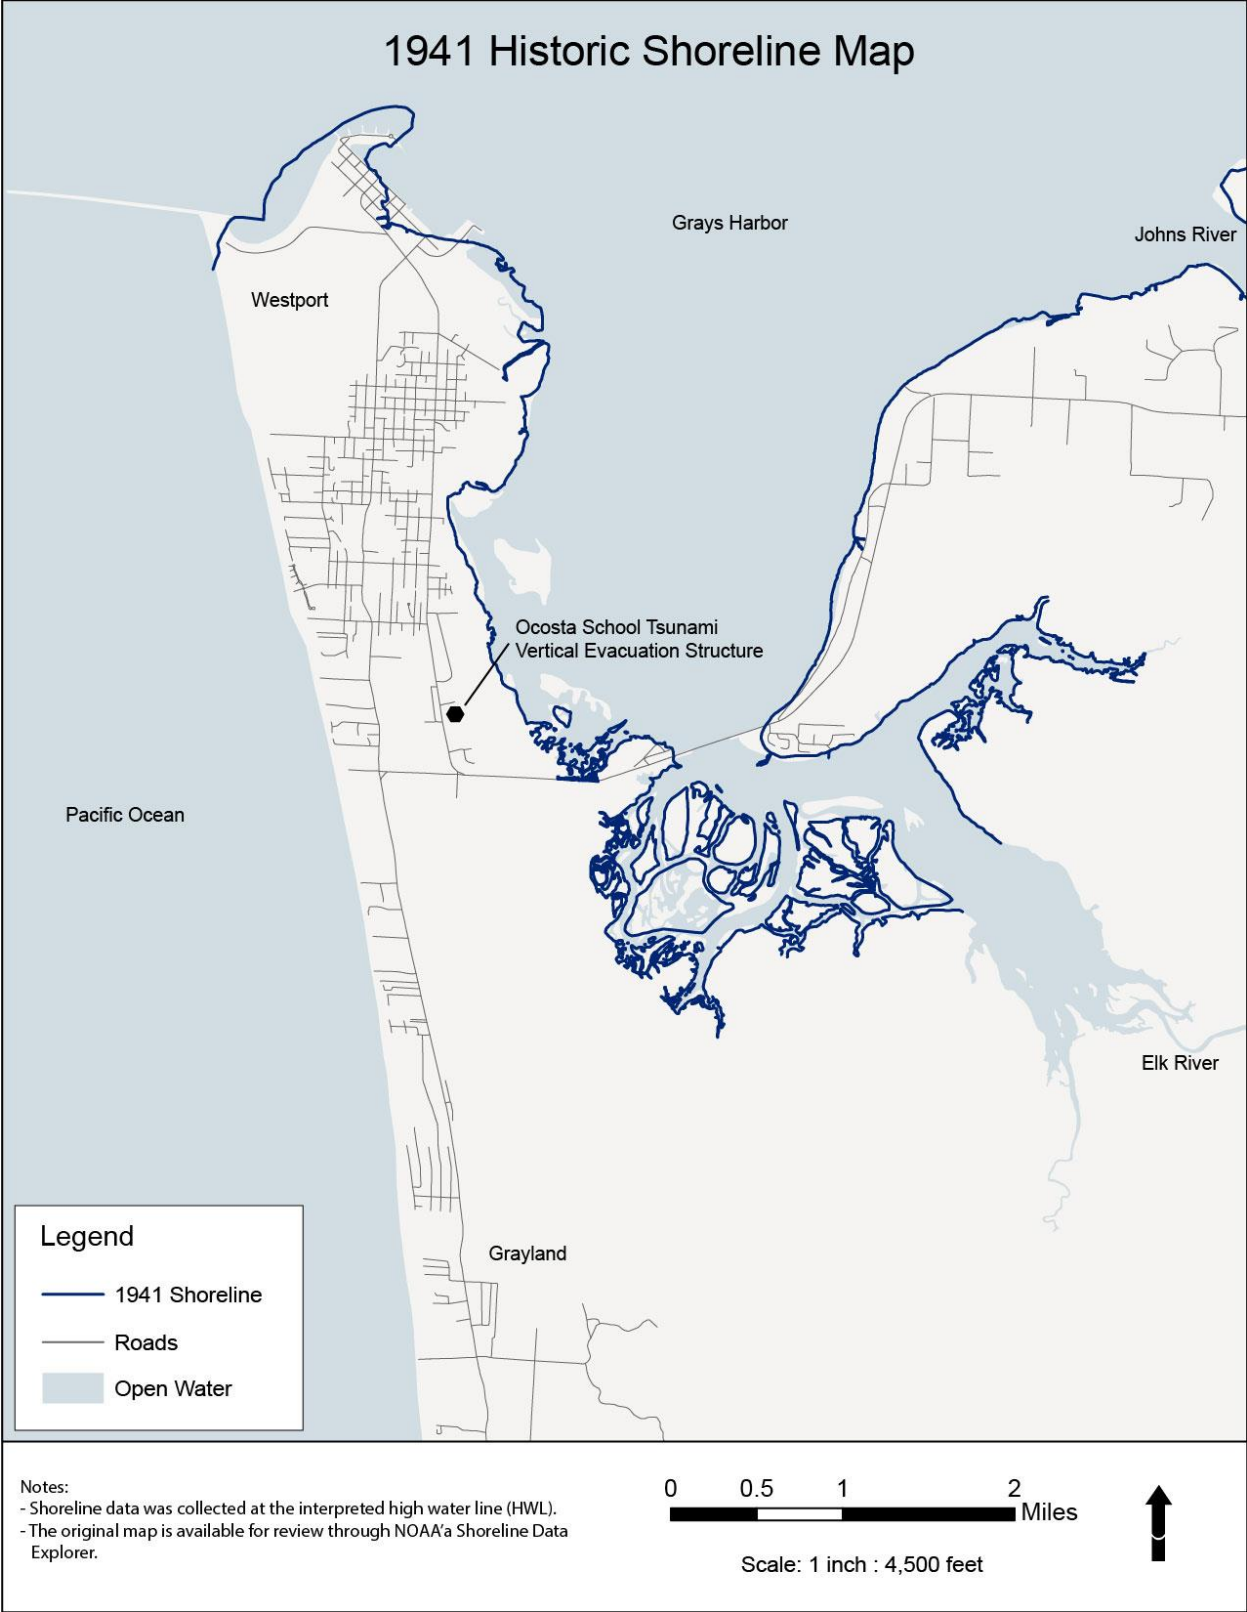 1941 Historic Shoreline Map
Grays Harbor
Johns River
Westport
Ocosta School Tsunami
Vertical Evacuation Structure
Pacific Ocean
Elk River
Grayland
Legend
1941 Shoreline
Roads
Open Water
Notes:
- Shoreline data was collected at the interpreted high water line (HWL).
- The original map is available for review through NOAA'a Shoreline Data
Explorer.
0 0.5 1 2
Miles
Scale: 1 inch : 4,500 feet